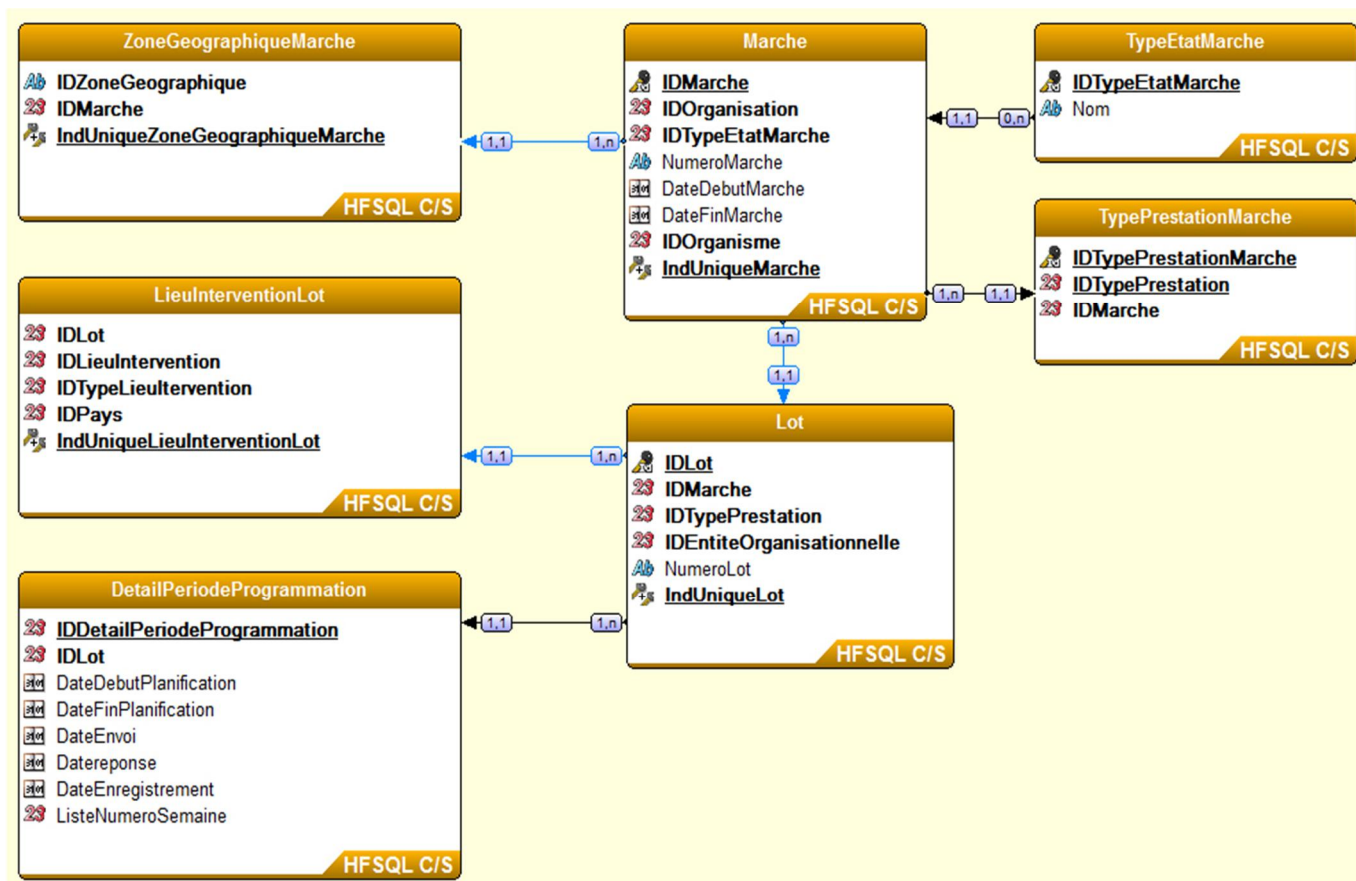 ZoneGeographiqueMarche
IDZoneGeographique
IDMarche
IndUniqueZoneGeographiqueMarche
HFSQL C/S
1,1
1,n
Marche
IDMarche
IDOrganisation
IDTypeEtatMarche
NumeroMarche
DateDebutMarche
DateFinMarche
IDOrganisme
IndUniqueMarche
HFSQL C/S
1,1
0,n
TypeEtatMarche
IDTypeEtatMarche
Nom
HFSQL C/S
1,n
1,1
TypePrestationMarche
IDTypePrestationMarche
IDTypePrestation
IDMarche
HFSQL C/S
1,n
1,1
LieuInterventionLot
IDLot
IDLieuIntervention
IDTypeLieuItervention
IDPays
IndUniqueLieuInterventionLot
HFSQL C/S
1,1
1,n
Lot
IDLot
IDMarche
IDTypePrestation
IDEntiteOrganisationnelle
NumeroLot
IndUniqueLot
HFSQL C/S
DetailPeriodeProgrammation
IDDetailPeriodeProgrammation
IDLot
DateDebutPlanification
DateFinPlanification
DateEnvoi
Datereponse
DateEnregistrement
ListeNumeroSemaine
HFSQL C/S
1,1
1,n